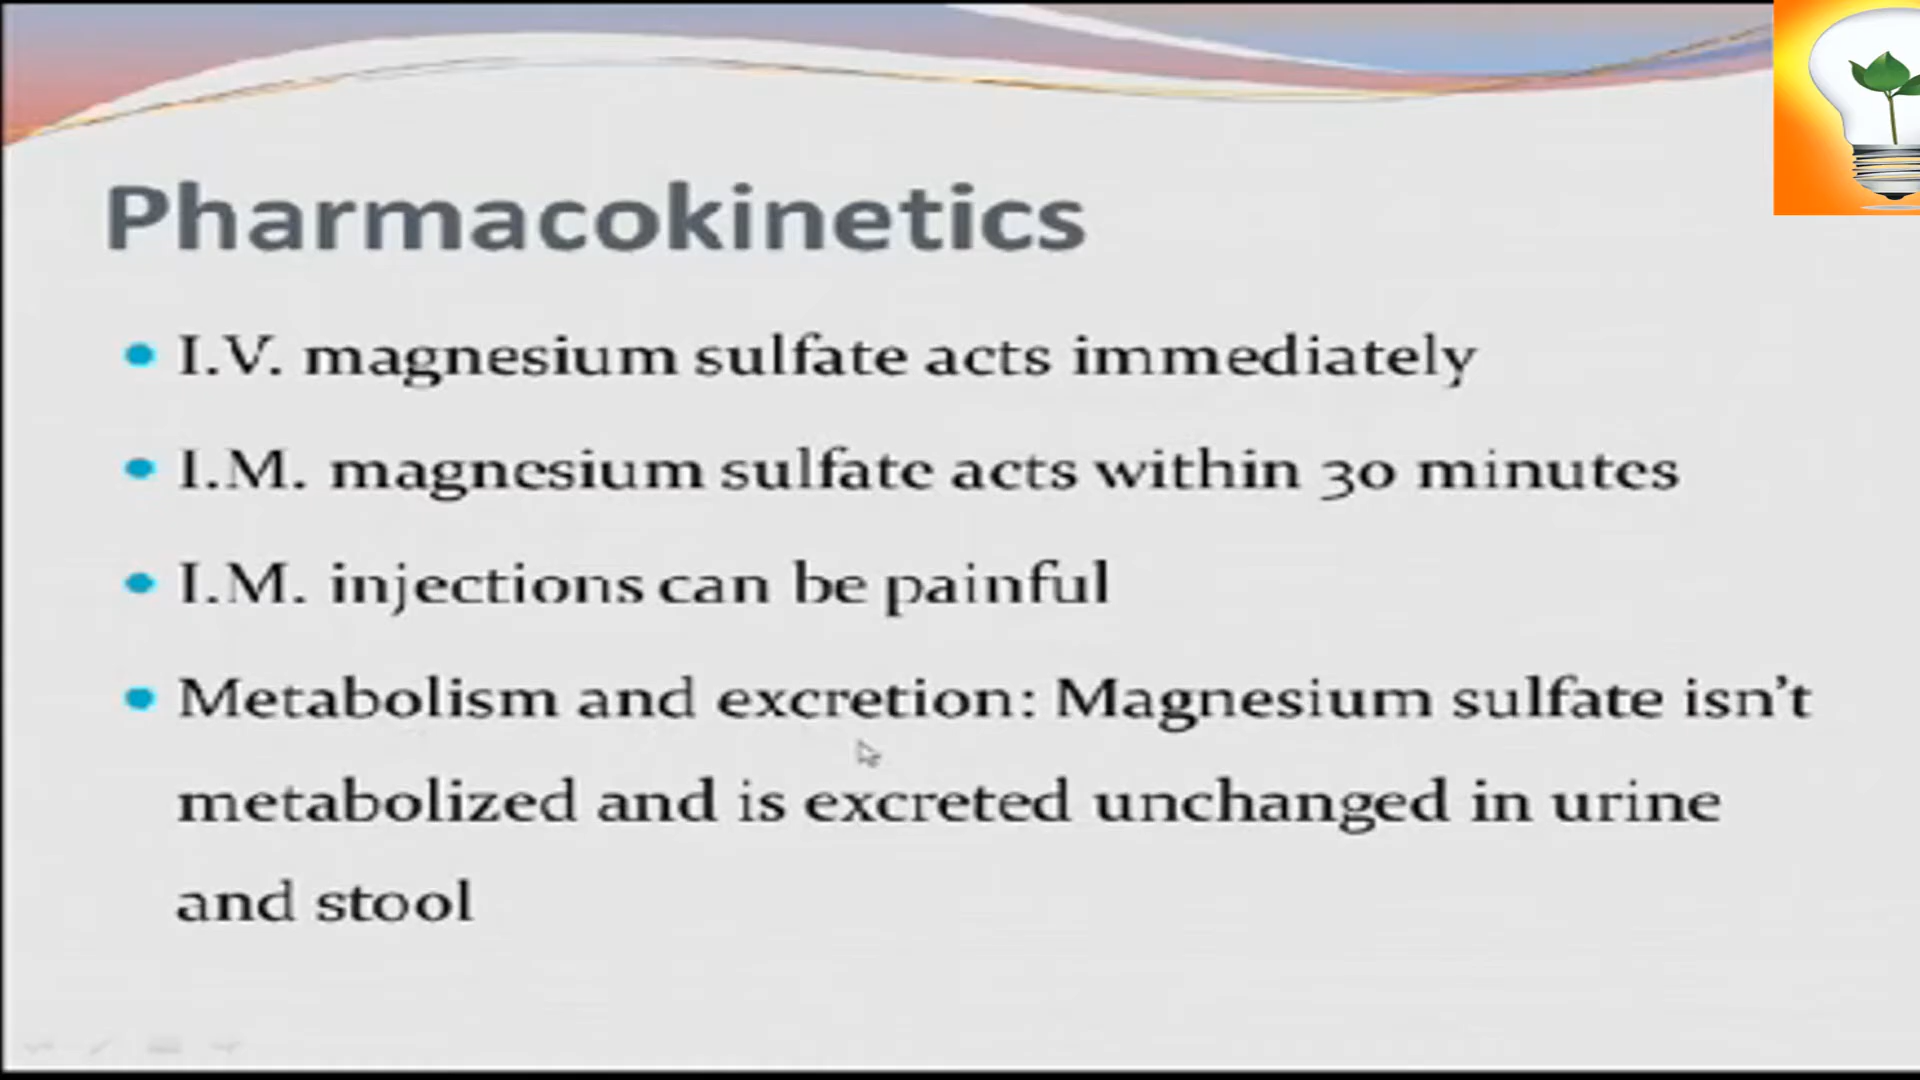 Pharmacokinetics
I.V. magnesium sulfate acts immediately
I.M. magnesium sulfate acts within 30 minutes
I.M. injections can be painful
Metabolism and excretion: Magnesium sulfate isn't
metabolized and is excreted unchanged in urine
and stool